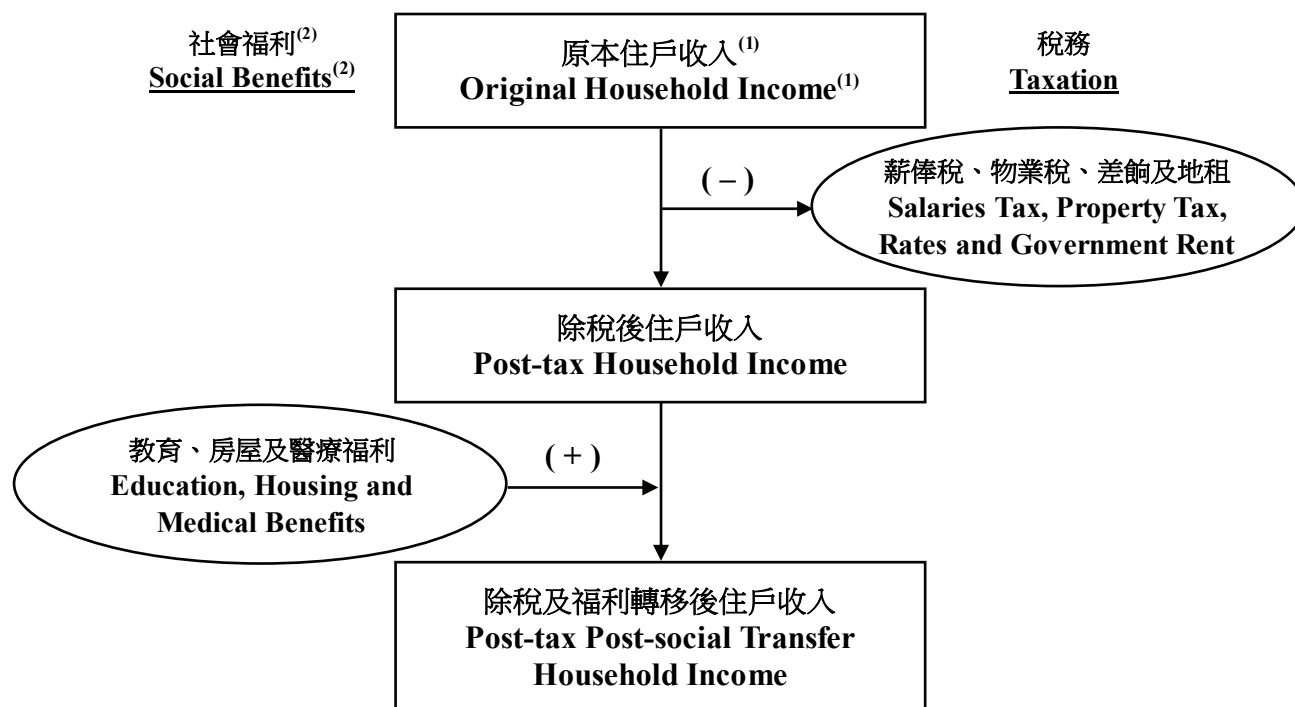 社會福利(2)
Social Benefits(2)
原本住戶收入(1)
Original Household Income(1)
稅務
Taxation
( – )
薪俸稅、物業稅、差餉及地租
Salaries Tax, Property Tax,
Rates and Government Rent
除稅後住戶收入
Post-tax Household Income
教育、房屋及醫療福利
Education, Housing and
Medical Benefits
( + )
除稅及福利轉移後住戶收入
Post-tax Post-social Transfer
Household Income